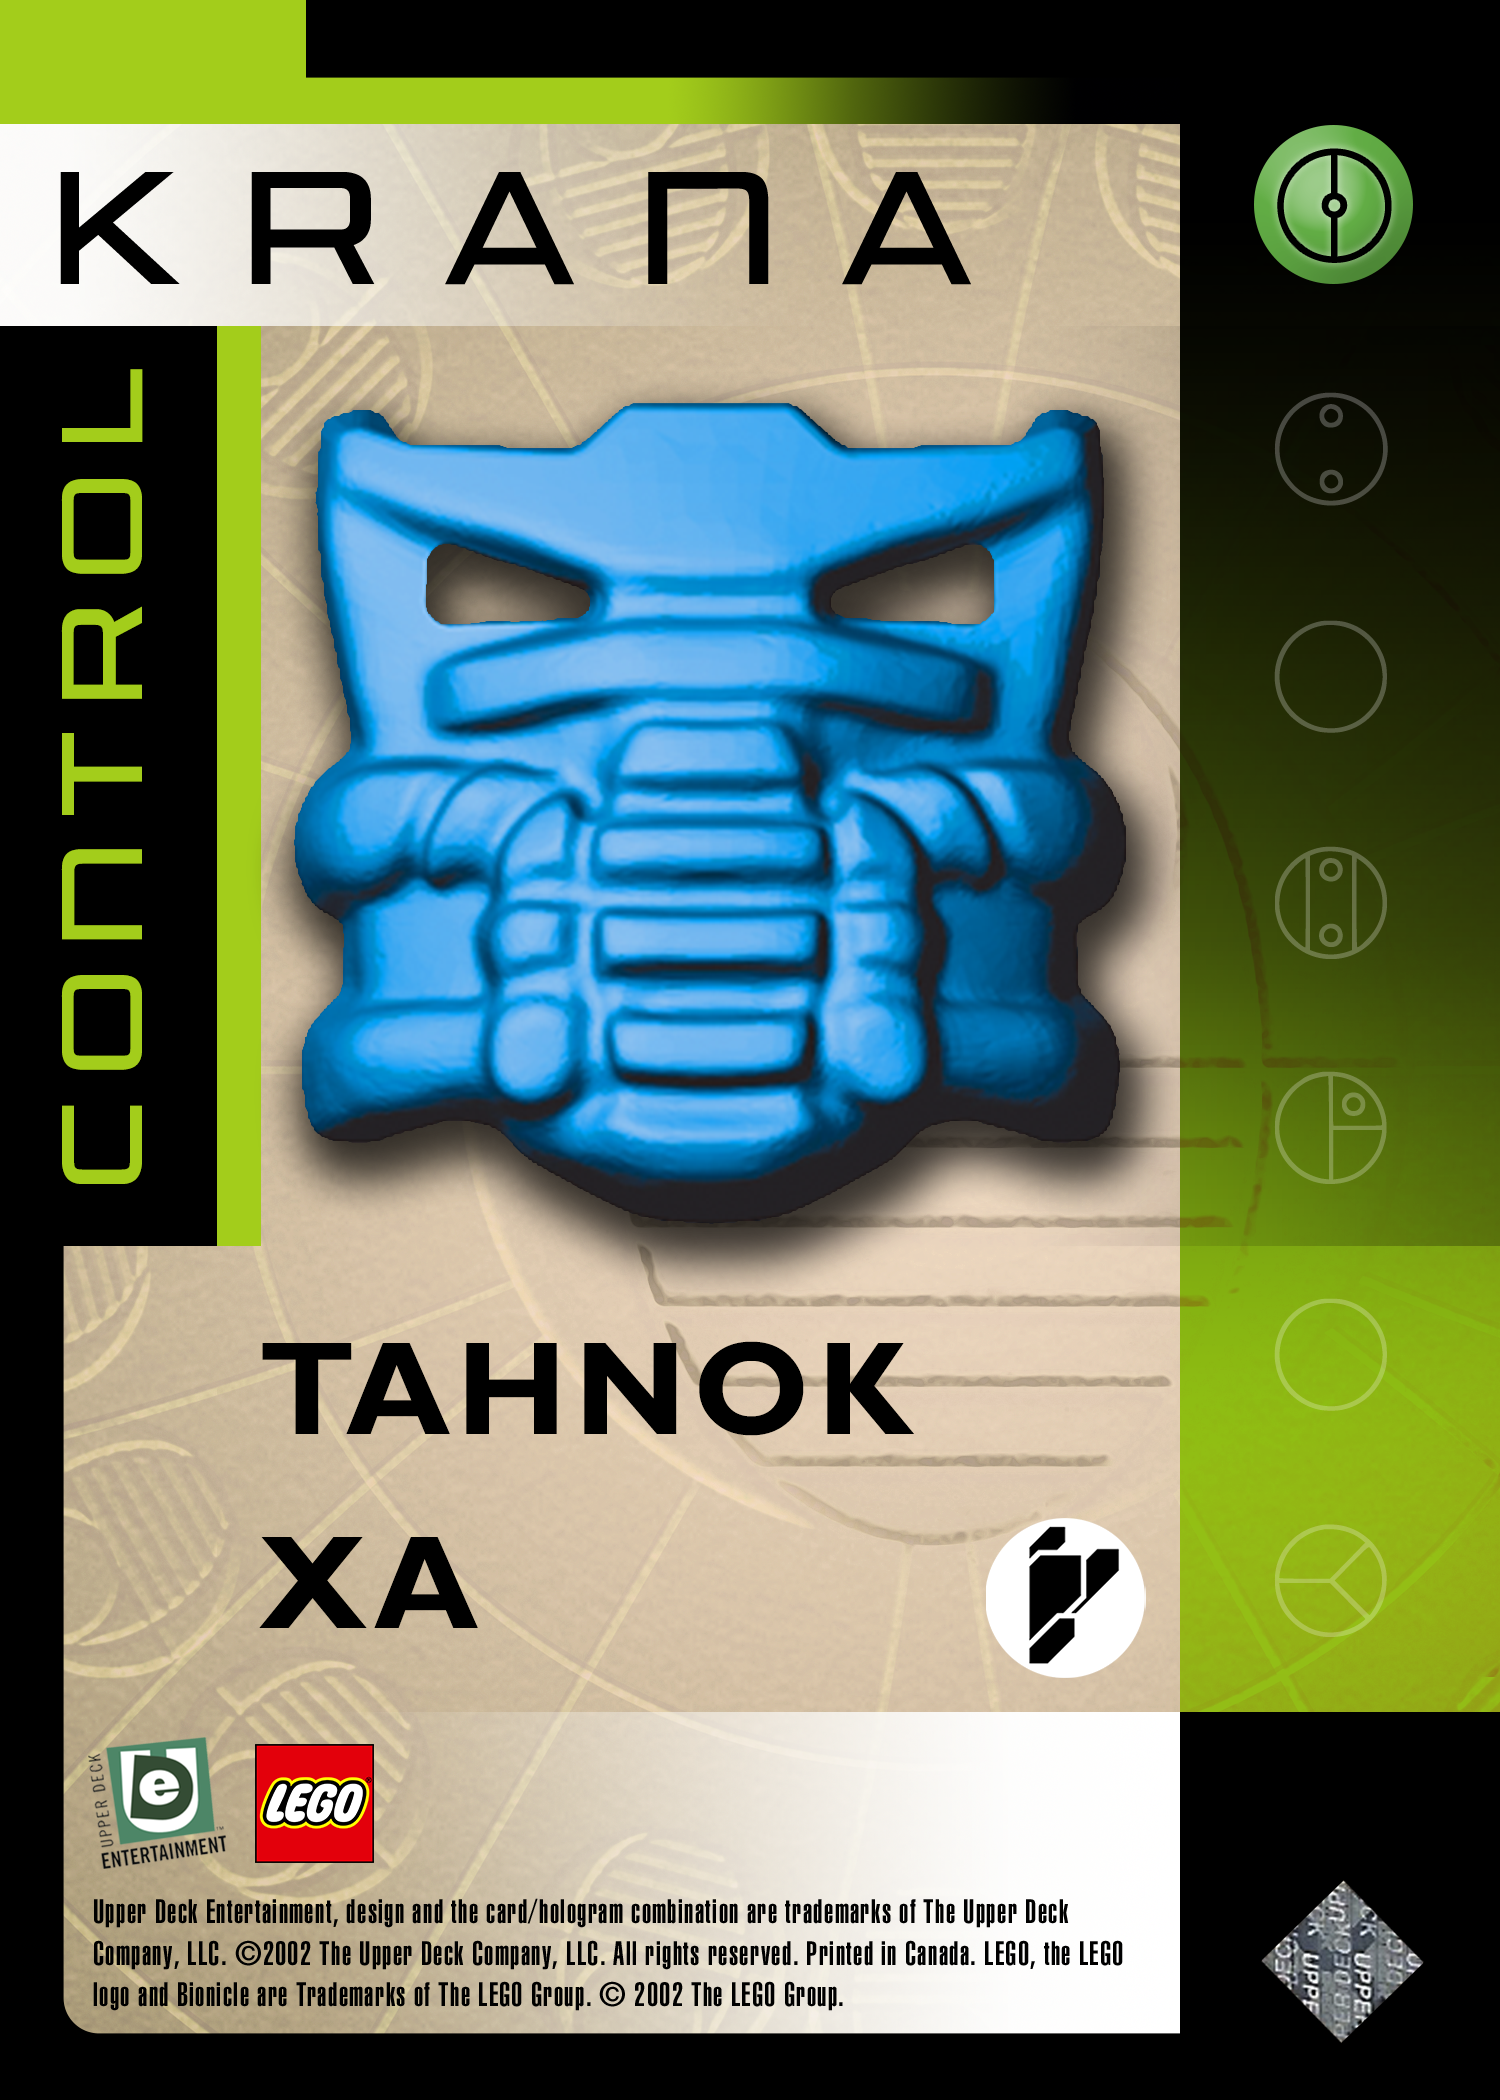 KRANA
CONTROL
TAHNOK
XA
UPPER DECK
ENTERTAINMENT™
LEGO
Upper Deck Entertainment, design and the card/hologram combination are trademarks of The Upper Deck
Company, LLC. ©2002 The Upper Deck Company, LLC. All rights reserved. Printed in Canada. LEGO, the LEGO
logo and Bionicle are Trademarks of The LEGO Group. © 2002 The LEGO Group.